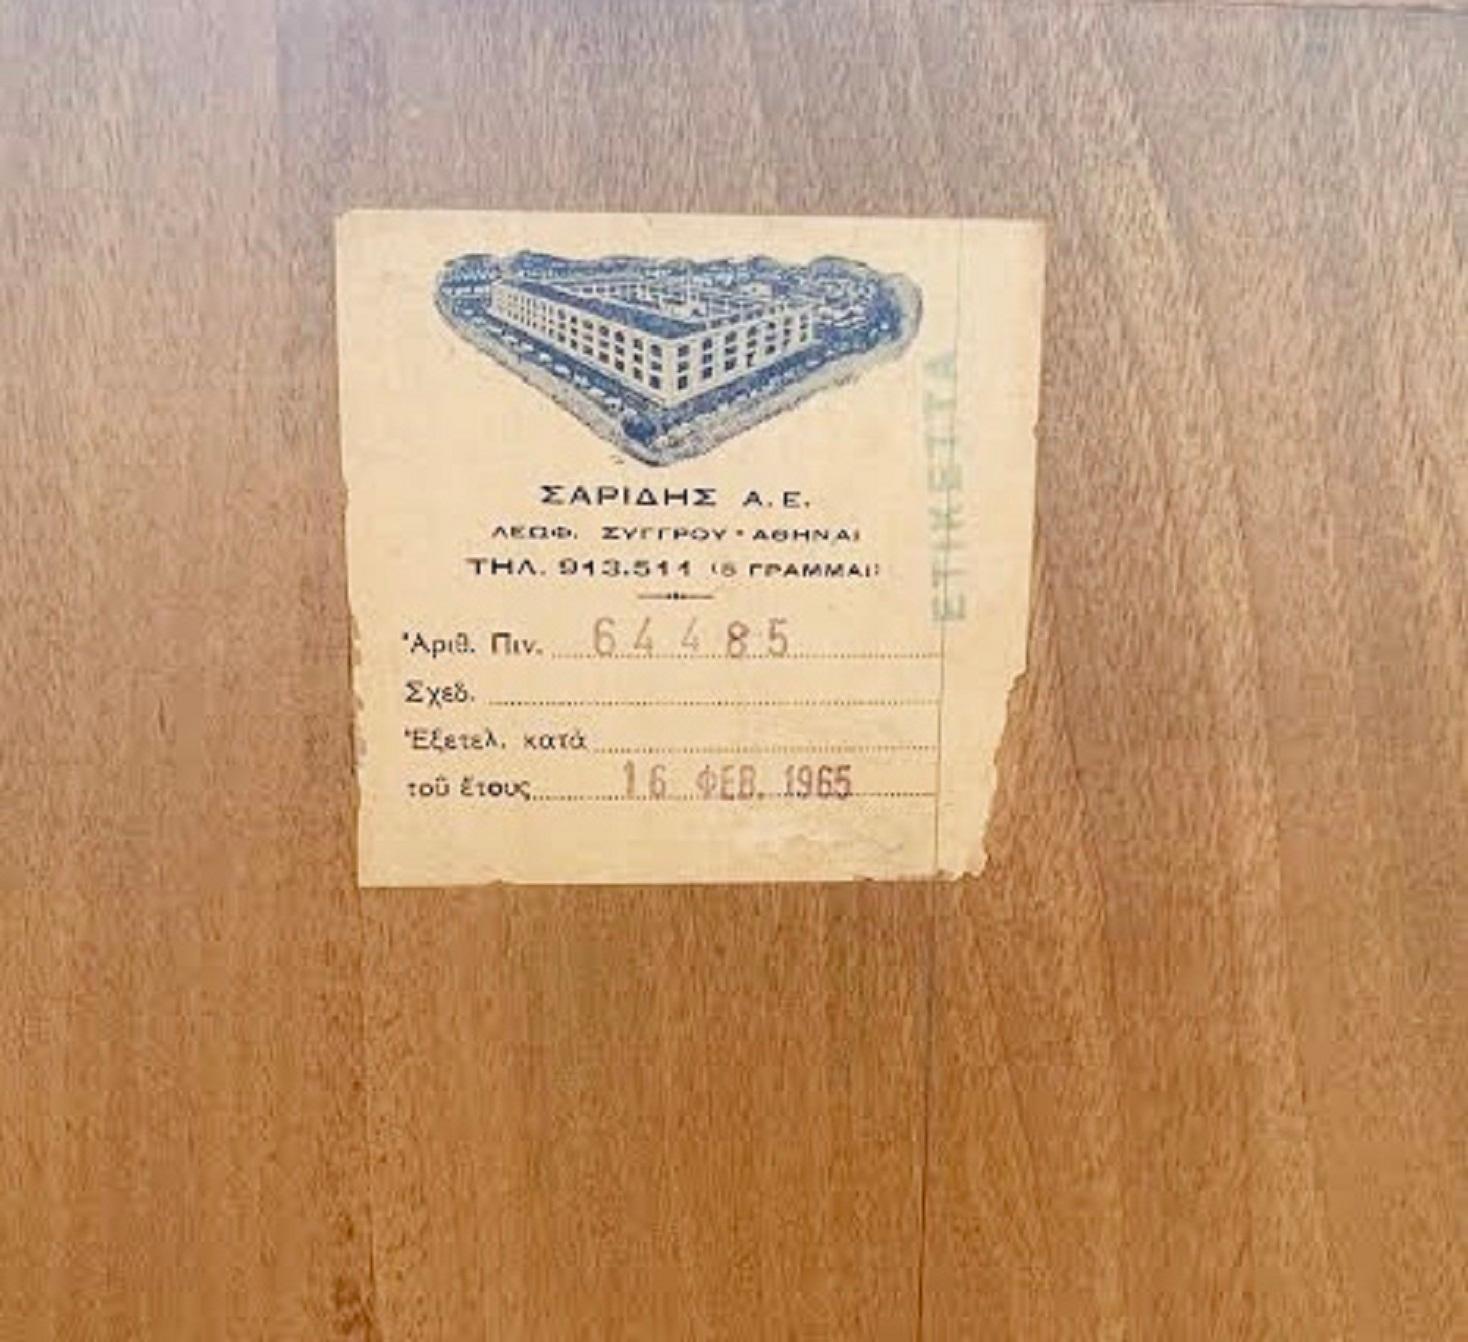 ΣΑΡΙΔΗΣ Α.Ε.
ΛΕΩΦ. ΣΥΓΓΡΟΥ • ΑΘΗΝΑΙ
ΤΗΛ. 913.511 (5 ΓΡΑΜΜΑΙ)
Ἀριθ. Πιν. 64485
Σχεδ.
Ἐξετελ. κατά
τοῦ ἔτους 16 ΦΕΒ. 1965
ΕΤΙΚΕΤΤΑ